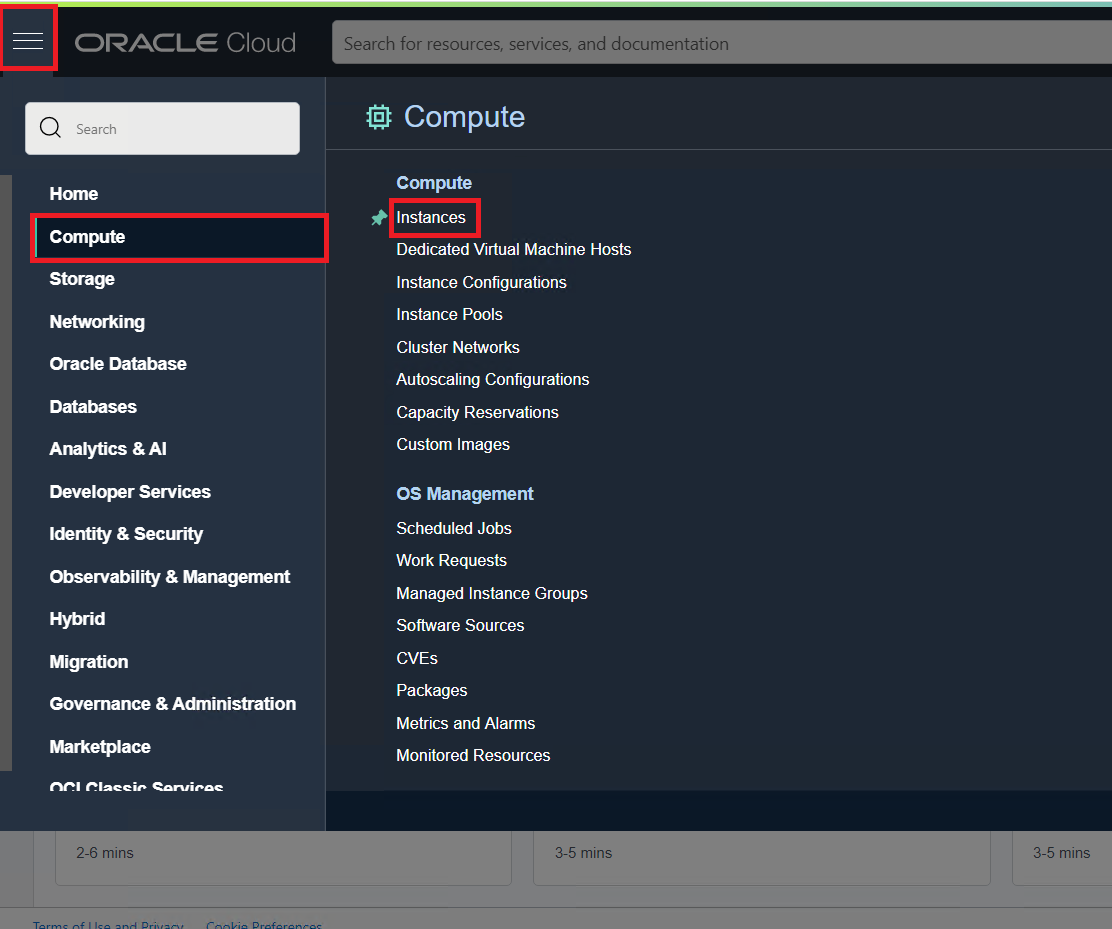 ORACLE Cloud
Search for resources, services, and documentation
Search
Home
Compute
Storage
Networking
Oracle Database
Databases
Analytics & AI
Developer Services
Identity & Security
Observability & Management
Hybrid
Migration
Governance & Administration
Marketplace
OCI Classic Services
Compute
Compute
Instances
Dedicated Virtual Machine Hosts
Instance Configurations
Instance Pools
Cluster Networks
Autoscaling Configurations
Capacity Reservations
Custom Images
OS Management
Scheduled Jobs
Work Requests
Managed Instance Groups
Software Sources
CVEs
Packages
Metrics and Alarms
Monitored Resources
2-6 mins
3-5 mins
3-5 mins
Terms of Use and Privacy
Cookie Preferences